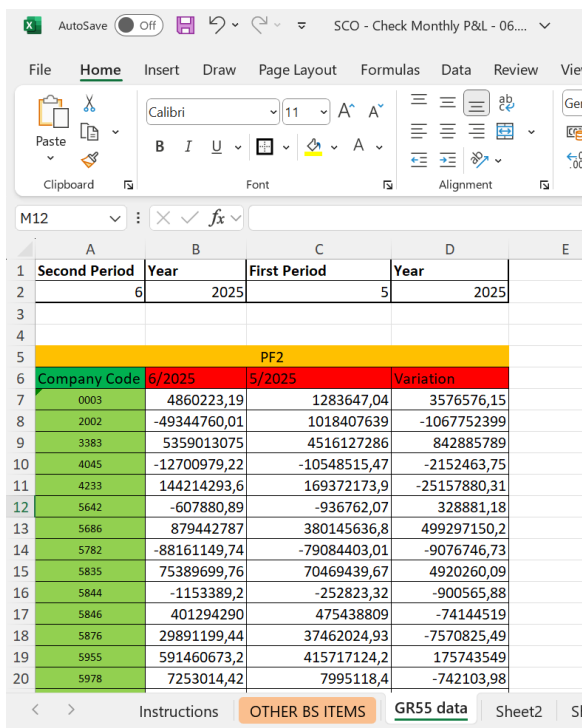 AutoSave Off SCO - Check Monthly P&L - 06....
File Home Insert Draw Page Layout Formulas Data Review Vie
Calibri 11 A A ab Ge
Paste B I U A
Clipboard Font Alignment
M12 fx
A B C D E
1 Second Period Year First Period Year
2 6 2025 5 2025
3
4
5 PF2
6 Company Code 6/2025 5/2025 Variation
7 0003 4860223,19 1283647,04 3576576,15
8 2002 -49344760,01 1018407639 -1067752399
9 3383 5359013075 4516127286 842885789
10 4045 -12700979,22 -10548515,47 -2152463,75
11 4233 144214293,6 169372173,9 -25157880,31
12 5642 -607880,89 -936762,07 328881,18
13 5686 879442787 380145636,8 499297150,2
14 5782 -88161149,74 -79084403,01 -9076746,73
15 5835 75389699,76 70469439,67 4920260,09
16 5844 -1153389,2 -252823,32 -900565,88
17 5846 401294290 475438809 -74144519
18 5876 29891199,44 37462024,93 -7570825,49
19 5955 591460673,2 415717124,2 175743549
20 5978 7253014,42 7995118,4 -742103,98
Instructions OTHER BS ITEMS GR55 data Sheet2